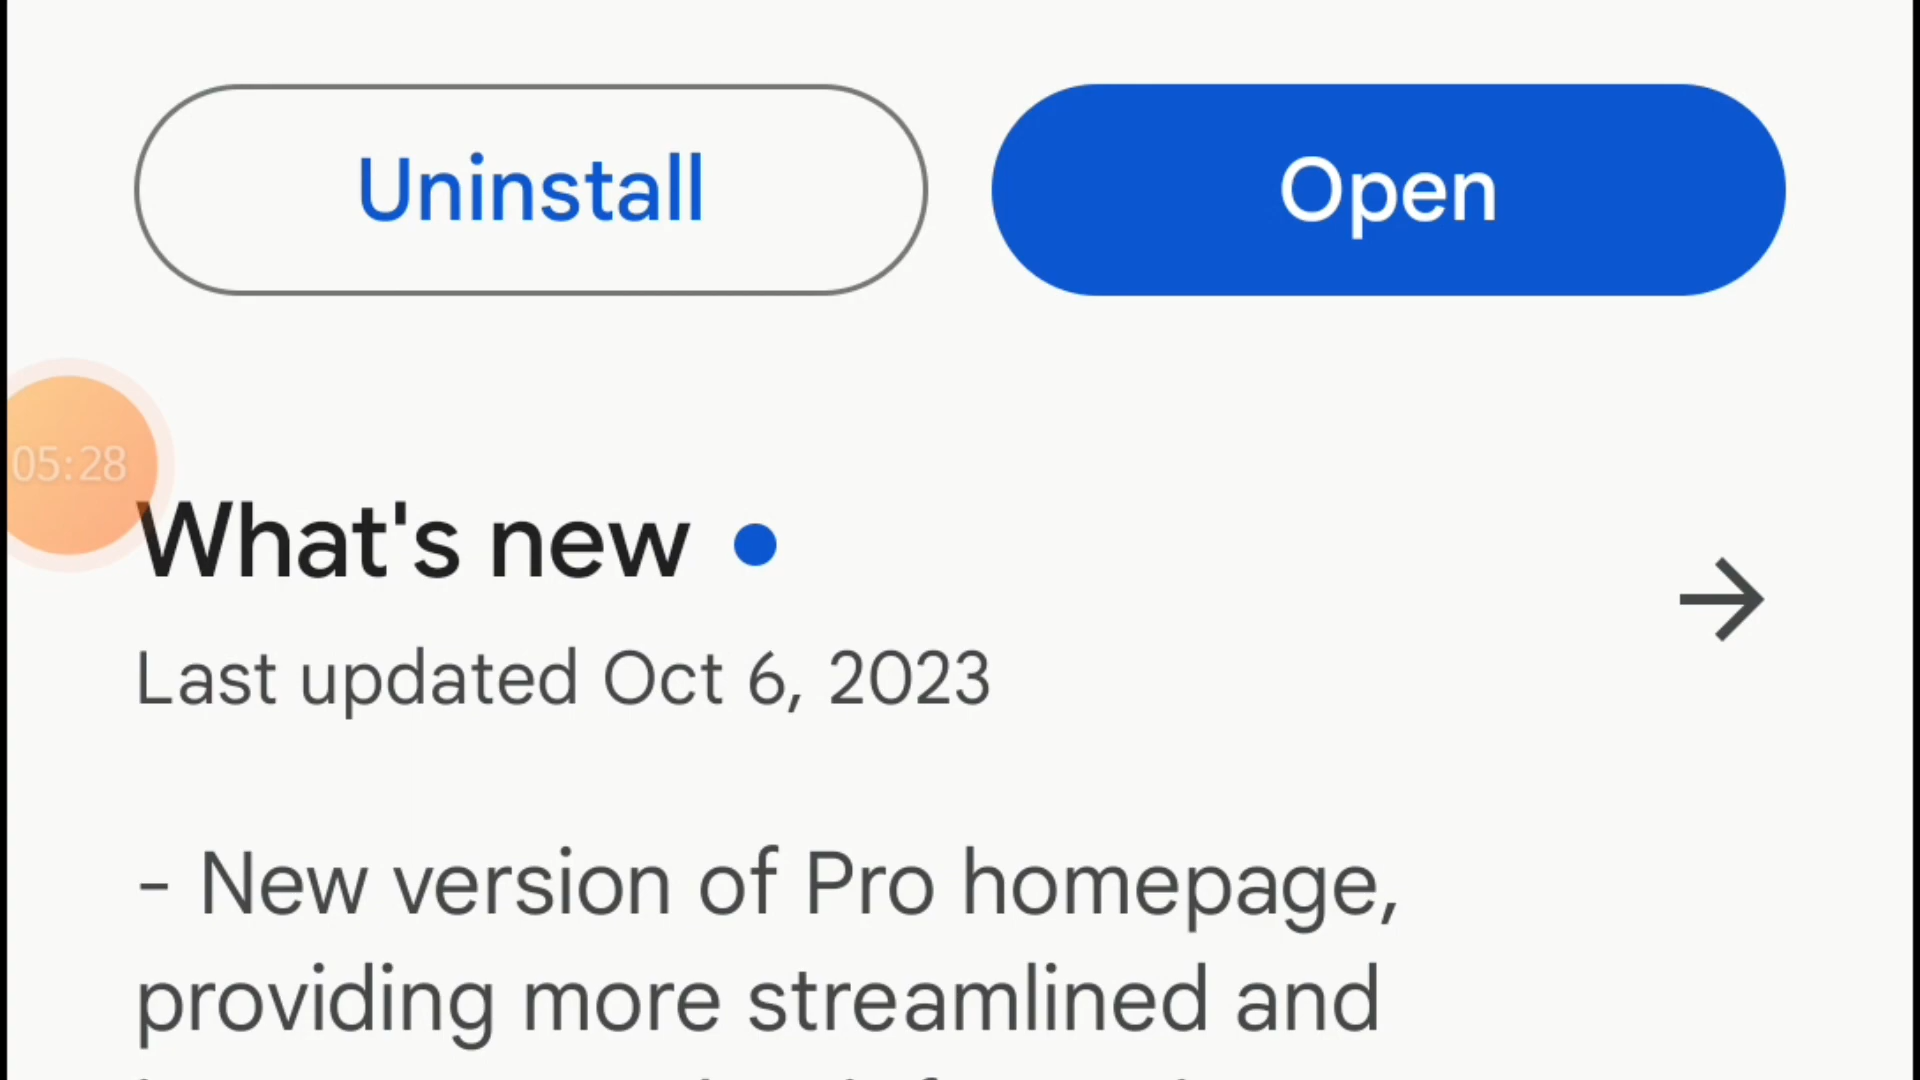 Uninstall
Open
05:28
What's new
Last updated Oct 6, 2023
- New version of Pro homepage,
providing more streamlined and